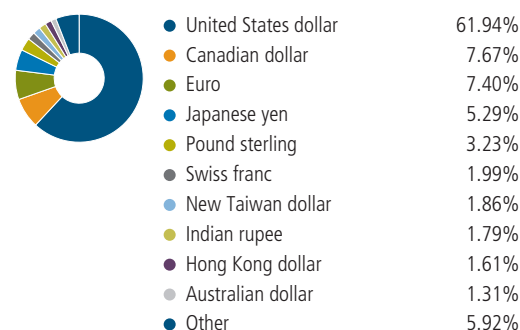 United States dollar 61.94%
Canadian dollar 7.67%
Euro 7.40%
Japanese yen 5.29%
Pound sterling 3.23%
Swiss franc 1.99%
New Taiwan dollar 1.86%
Indian rupee 1.79%
Hong Kong dollar 1.61%
Australian dollar 1.31%
Other 5.92%